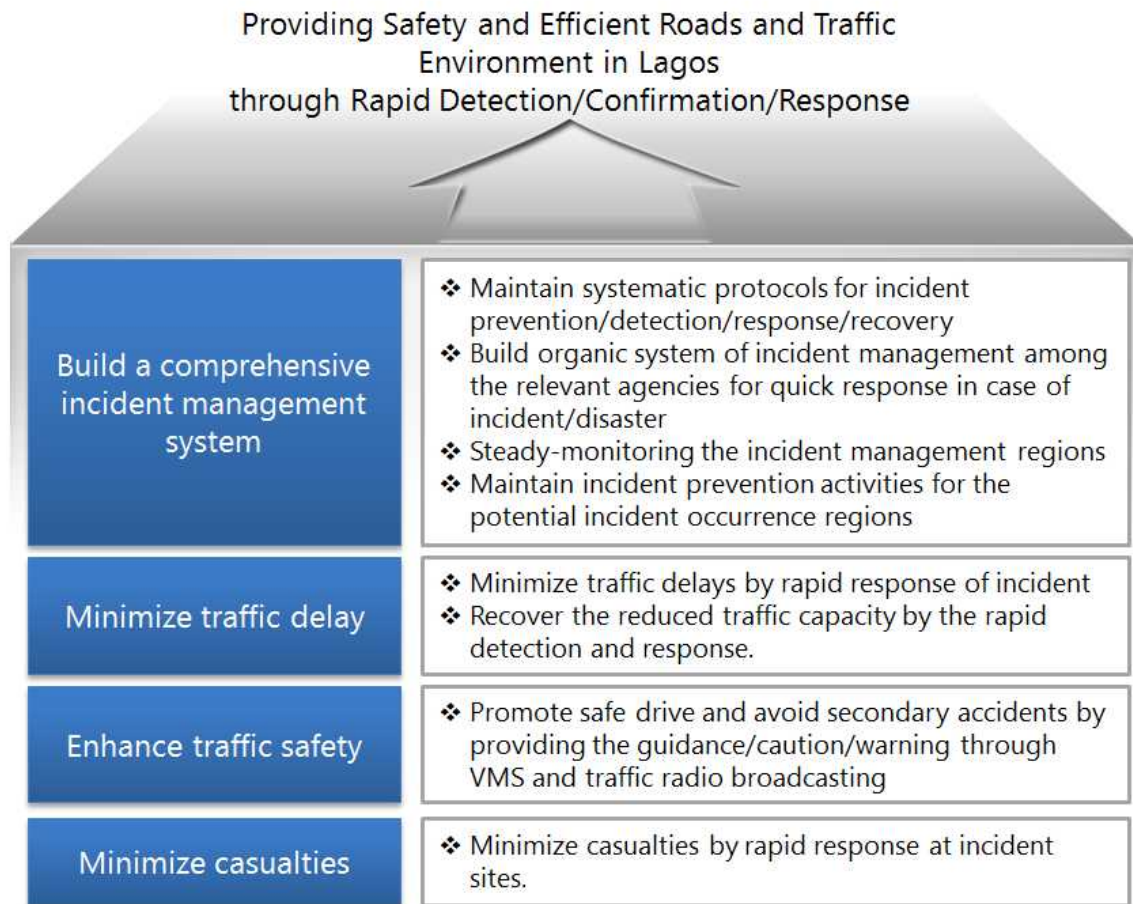 Providing Safety and Efficient Roads and Traffic
Environment in Lagos
through Rapid Detection/Confirmation/Response
Build a comprehensive
incident management
system
❖ Maintain systematic protocols for incident
prevention/detection/response/recovery
❖ Build organic system of incident management among
the relevant agencies for quick response in case of
incident/disaster
❖ Steady-monitoring the incident management regions
❖ Maintain incident prevention activities for the
potential incident occurrence regions
Minimize traffic delay
❖ Minimize traffic delays by rapid response of incident
❖ Recover the reduced traffic capacity by the rapid
detection and response.
Enhance traffic safety
❖ Promote safe drive and avoid secondary accidents by
providing the guidance/caution/warning through
VMS and traffic radio broadcasting
Minimize casualties
❖ Minimize casualties by rapid response at incident
sites.